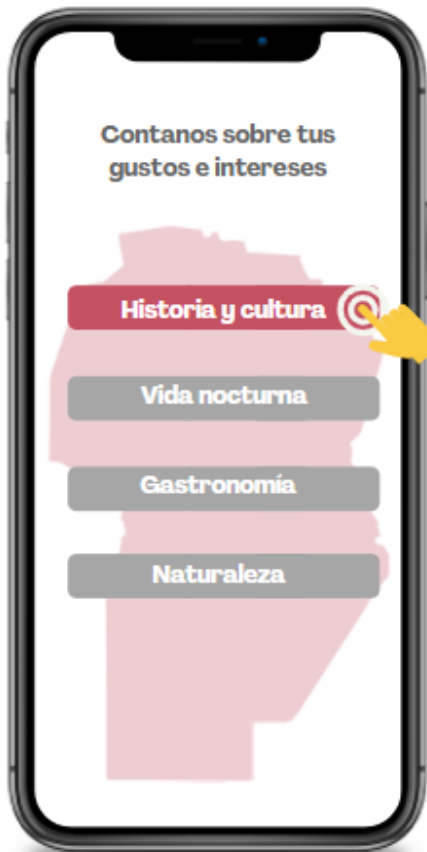 Contanos sobre tus
gustos e intereses
Historia y cultura
Vida nocturna
Gastronomía
Naturaleza